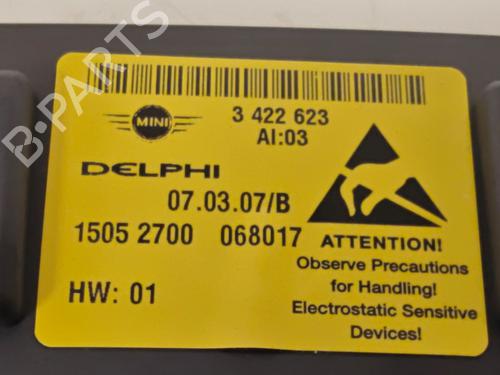 MINI
3 422 623
AI:03
DELPHI
07.03.07/B
1505 2700 068017
HW: 01
ATTENTION!
Observe Precautions
for Handling!
Electrostatic Sensitive
Devices!
B-PARTS